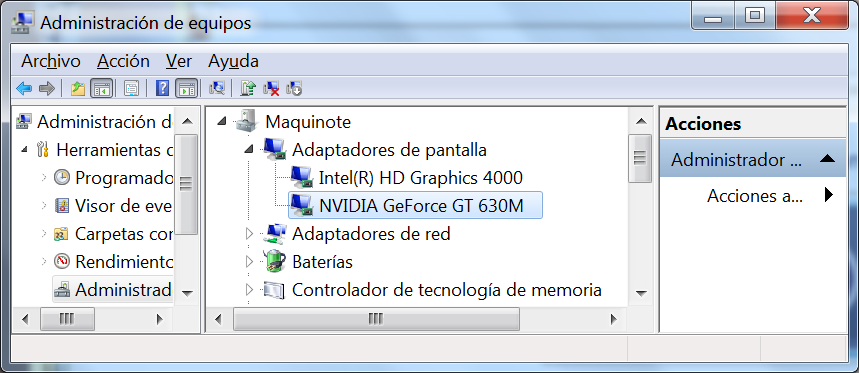 Administración de equipos
Archivo Acción Ver Ayuda
Administración d
Herramientas c
Programado
Visor de eve
Carpetas cor
Rendimiento
Administrad
Maquinote
Adaptadores de pantalla
Intel(R) HD Graphics 4000
NVIDIA GeForce GT 630M
Adaptadores de red
Baterías
Controlador de tecnología de memoria
Acciones
Administrador ...
Acciones a...